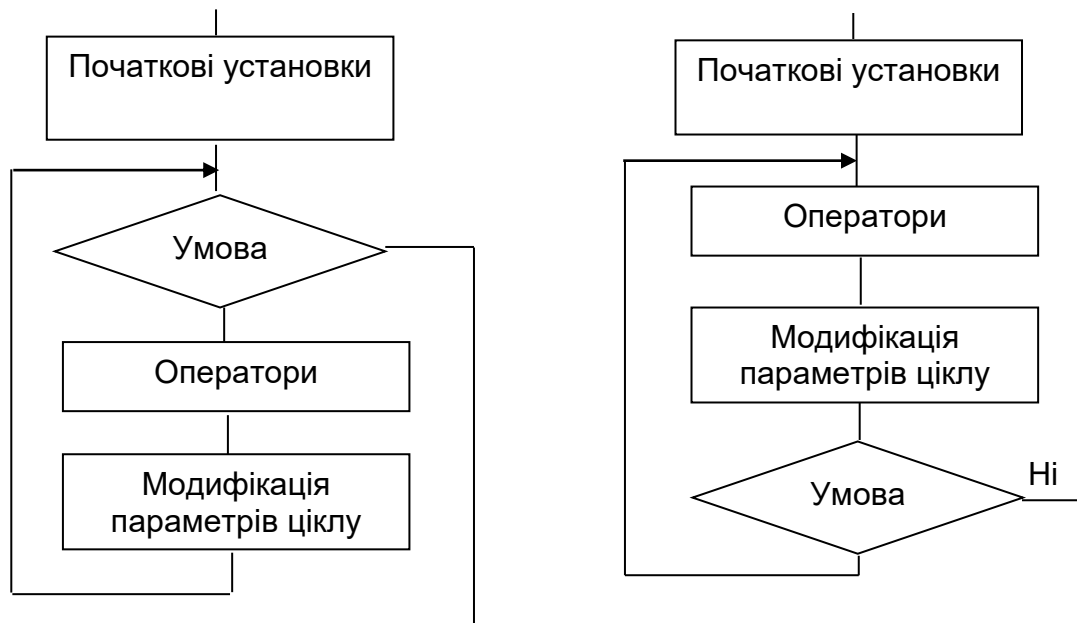 Початкові установки
Умова
Оператори
Модифікація
параметрів циклу
Початкові установки
Оператори
Модифікація
параметрів циклу
Умова
Ні